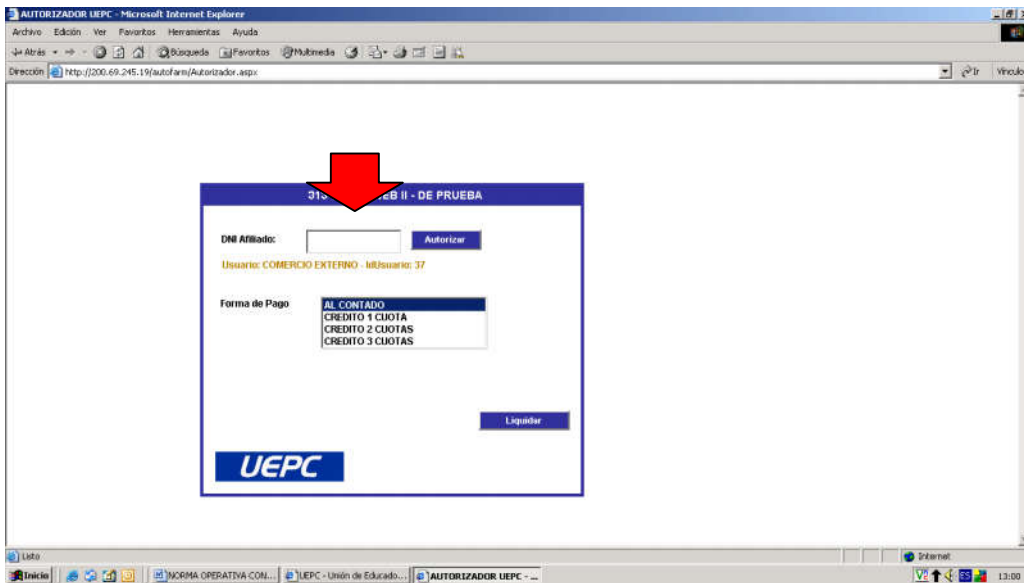 AUTORIZADOR UEPC - Microsoft Internet Explorer
Archivo Edición Ver Favoritos Herramientas Ayuda
Atrás Búsqueda Favoritos Multimedia
Dirección http://200.69.245.19/autofarm/Autorizador.aspx Ir Vínculo
II - DE PRUEBA
DNI Afiliado: Autorizar
Usuario: COMERCIO EXTERNO - IdUsuario: 37
Forma de Pago
AL CONTADO
CREDITO 1 CUOTA
CREDITO 2 CUOTAS
CREDITO 3 CUOTAS
Liquidar
UEPC
Listo Internet
Inicio NORMA OPERATIVA CON... UEPC - Unión de Educado... AUTORIZADOR UEPC - ... ES 13:00